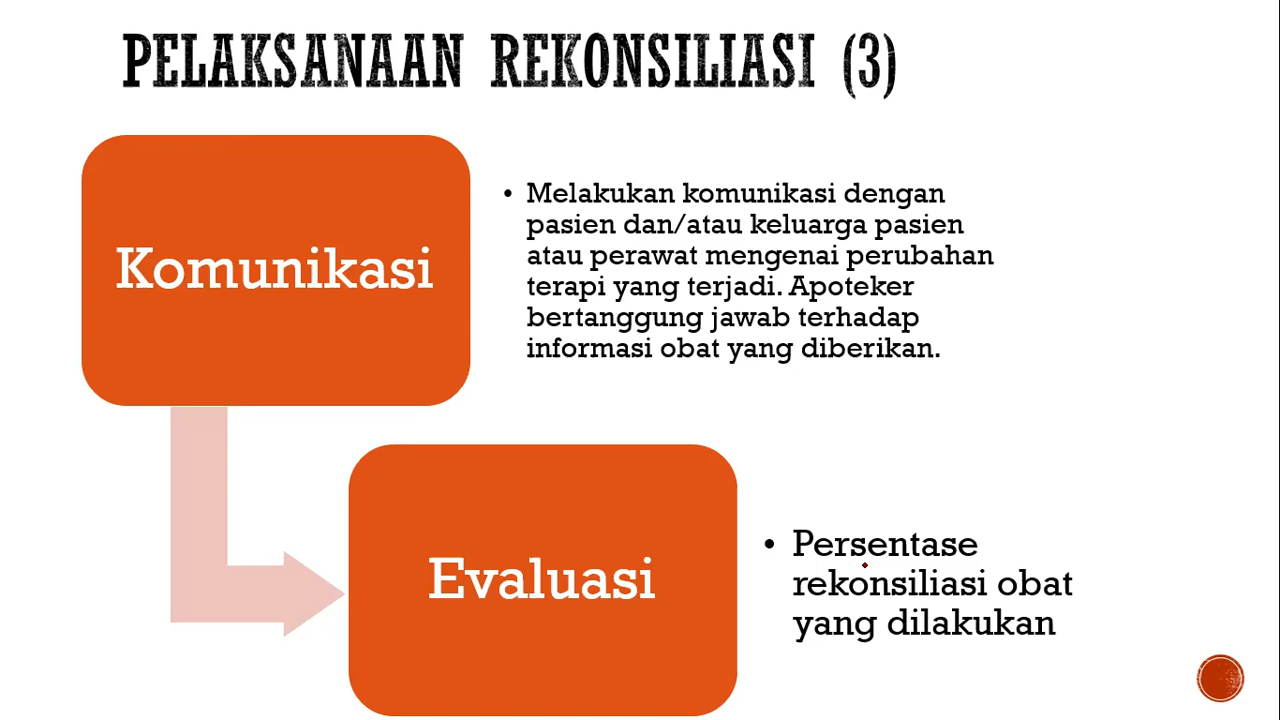 PELAKSANAAN REKONSILIASI (3)
Komunikasi
• Melakukan komunikasi dengan
pasien dan/atau keluarga pasien
atau perawat mengenai perubahan
terapi yang terjadi. Apoteker
bertanggung jawab terhadap
informasi obat yang diberikan.
Evaluasi
• Persentase
rekonsiliasi obat
yang dilakukan